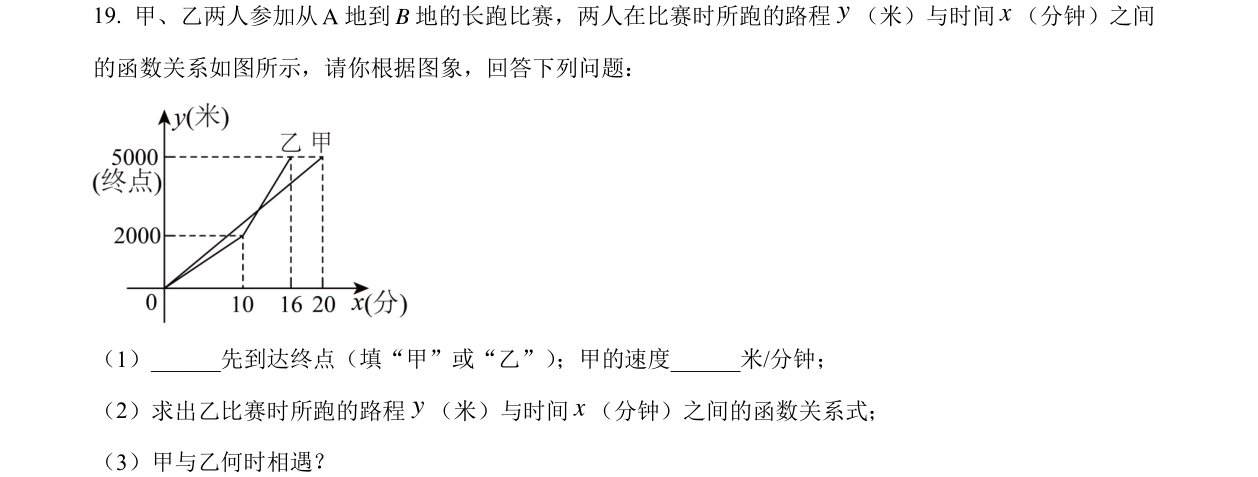 19. 甲、乙两人参加从 A 地到 B 地的长跑比赛，两人在比赛时所跑的路程 y （米）与时间 x （分钟）之间
的函数关系如图所示，请你根据图象，回答下列问题：
y(米)
乙 甲
5000
(终点)
2000
0 10 16 20 x(分)
（1）______先到达终点（填“甲”或“乙”）；甲的速度______米/分钟；
（2）求出乙比赛时所跑的路程 y （米）与时间 x （分钟）之间的函数关系式；
（3）甲与乙何时相遇？